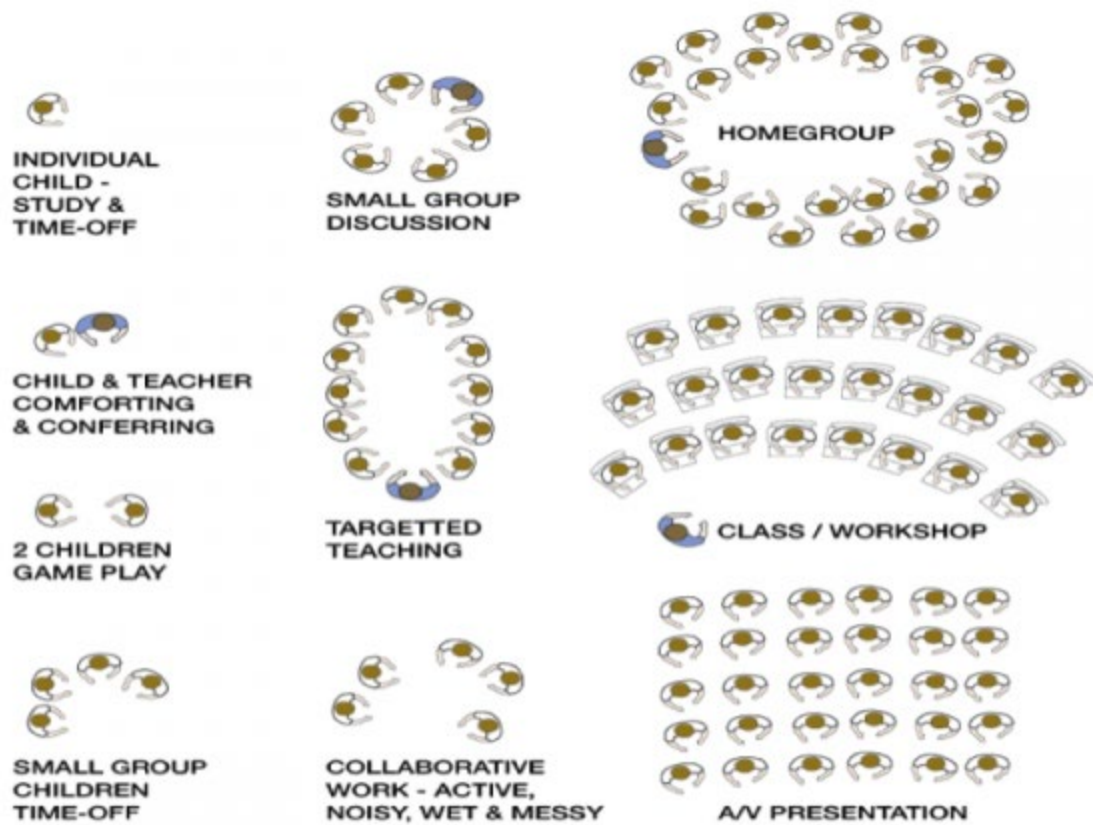 INDIVIDUAL
CHILD -
STUDY &
TIME-OFF
SMALL GROUP
DISCUSSION
HOMEGROUP
CHILD & TEACHER
COMFORTING
& CONFERRING
TARGETTED
TEACHING
CLASS / WORKSHOP
2 CHILDREN
GAME PLAY
SMALL GROUP
CHILDREN
TIME-OFF
COLLABORATIVE
WORK - ACTIVE,
NOISY, WET & MESSY
A/V PRESENTATION